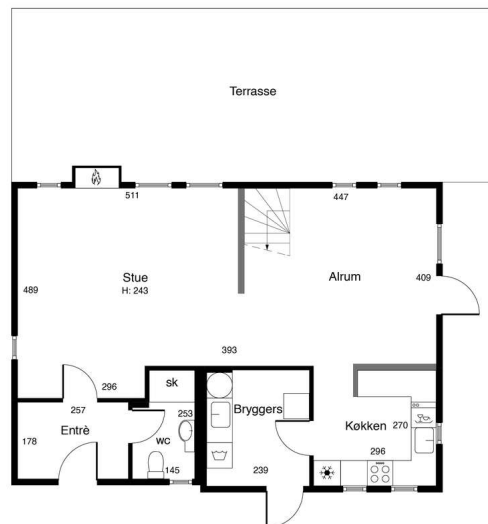 Terrasse
511
447
Stue
H: 243
Alrum
489
409
393
296
sk
257
253
Bryggers
178
Entrè
wc
Køkken
270
296
145
239